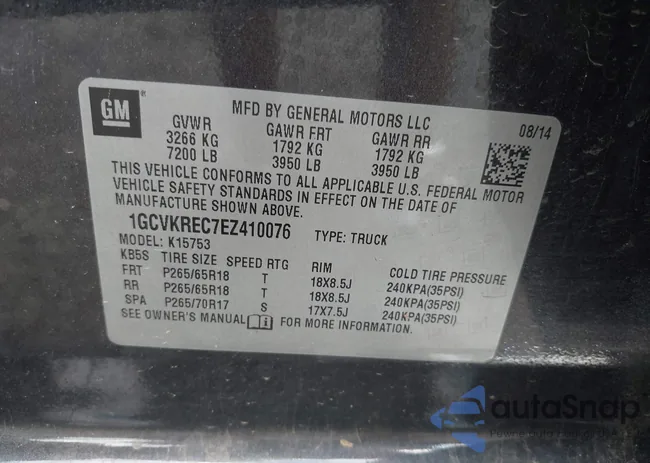 GM
MFD BY GENERAL MOTORS LLC
08/14
GVWR GAWR FRT GAWR RR
3266 KG 1792 KG 1792 KG
7200 LB 3950 LB 3950 LB
THIS VEHICLE CONFORMS TO ALL APPLICABLE U.S. FEDERAL MOTOR
VEHICLE SAFETY STANDARDS IN EFFECT ON THE DATE OF
MANUFACTURE SHOWN ABOVE.
1GCVKREC7EZ410076 TYPE: TRUCK
MODEL: K15753
KB5S TIRE SIZE SPEED RTG RIM COLD TIRE PRESSURE
FRT P265/65R18 T 18X8.5J 240KPA(35PSI)
RR P265/65R18 T 18X8.5J 240KPA(35PSI)
SPA P265/70R17 S 17X7.5J 240KPA(35PSI)
SEE OWNER'S MANUAL FOR MORE INFORMATION.
autoSnap